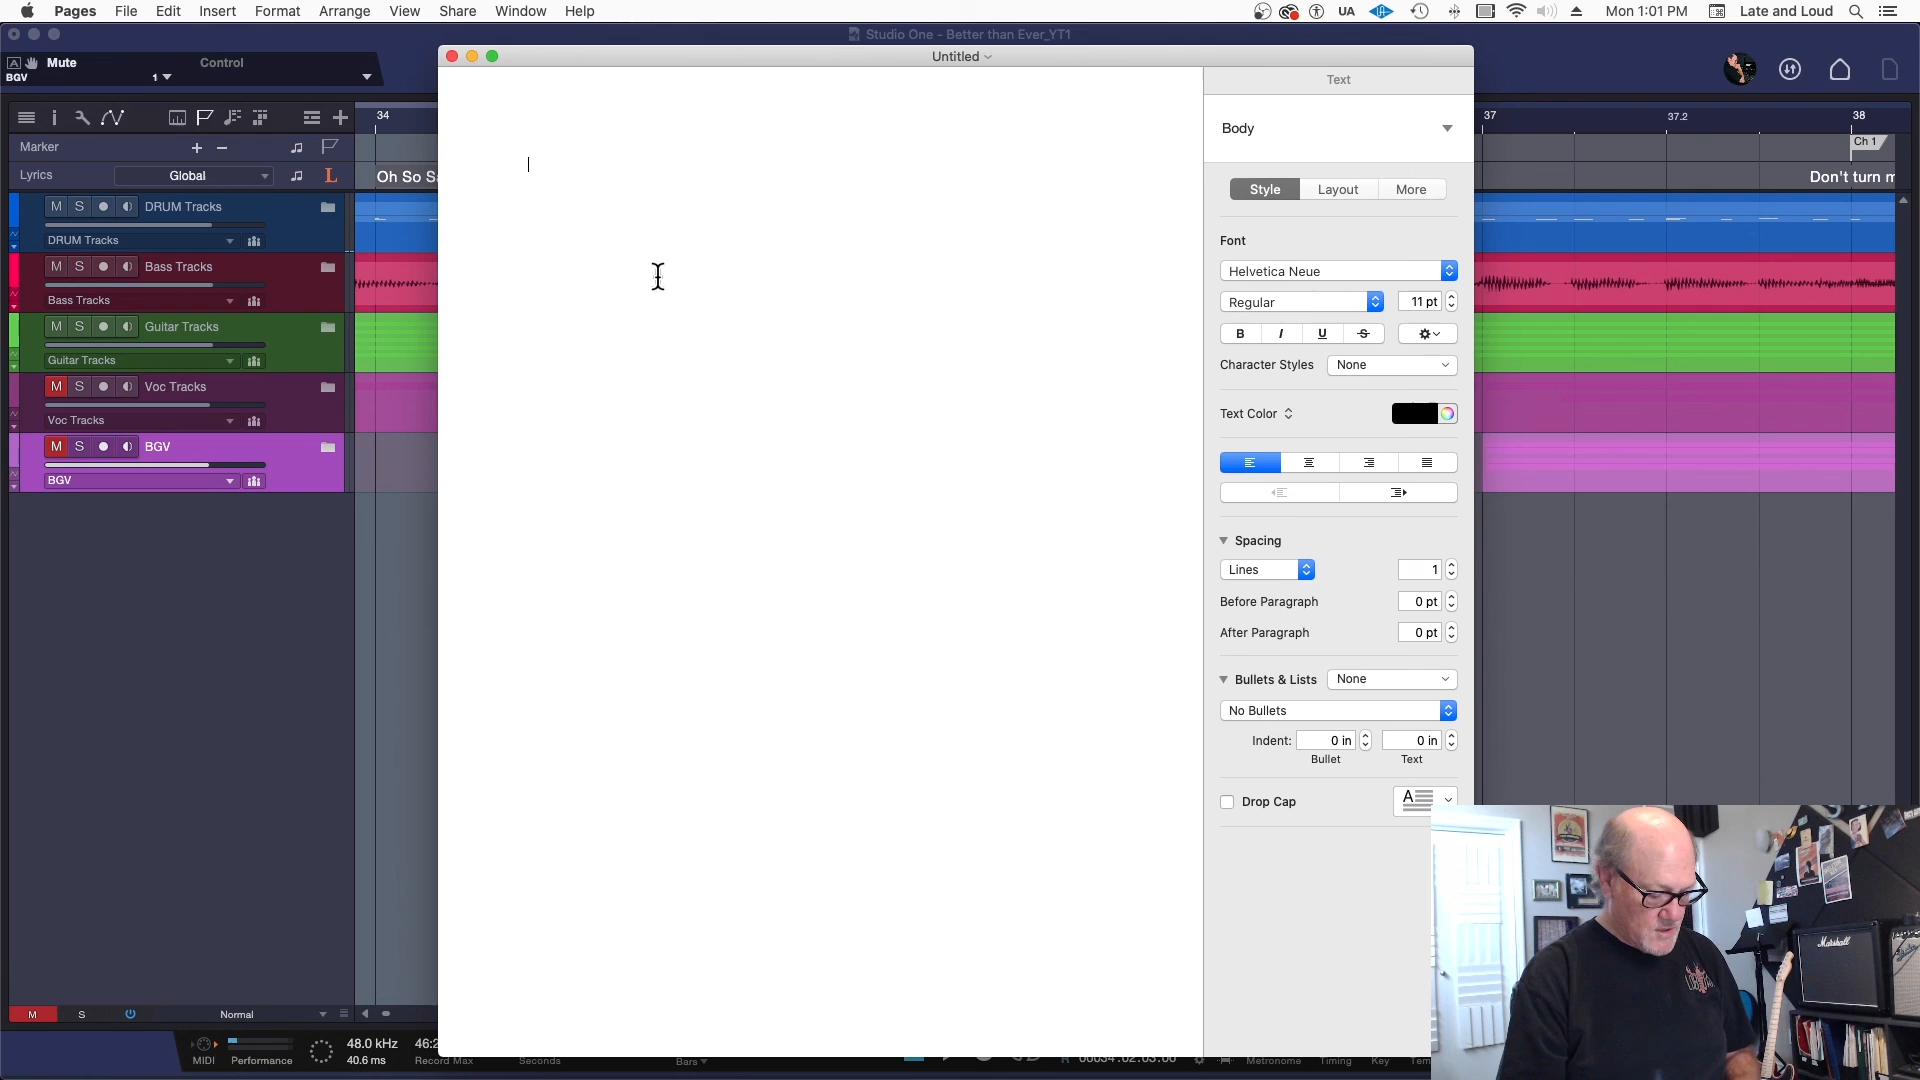 Pages File Edit Insert Format Arrange View Share Window Help UA Mon 1:01 PM Late and Loud
Studio One - Better than Ever_YT1
A Mute Control
BGV 1
Untitled
Text
Body
34
37 37.2 38
Marker
Ch 1
Lyrics Global L
Oh So Sa
Don't turn m
Style Layout More
M S DRUM Tracks
DRUM Tracks
Font
M S Bass Tracks
Helvetica Neue
Bass Tracks
Regular 11 pt
M S Guitar Tracks
B I U S
Guitar Tracks
Character Styles None
M S Voc Tracks
Voc Tracks
Text Color
M S BGV
BGV
Spacing
Lines 1
Before Paragraph 0 pt
After Paragraph 0 pt
Bullets & Lists None
No Bullets
Indent: 0 in 0 in
Bullet Text
Drop Cap A
Marshall
M S Normal
48.0 kHz 46:2
MIDI Performance 40.6 ms Record Max Seconds Bars Metronome Timing Key Tem